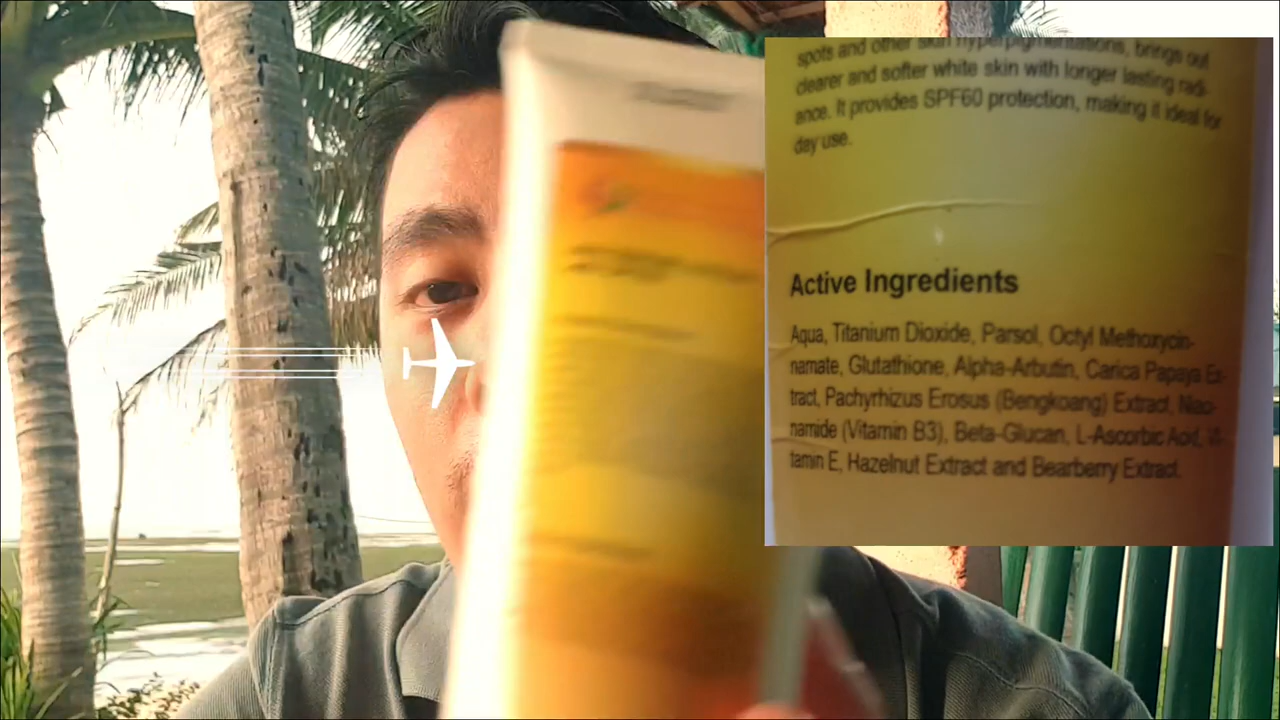 spots and other skin hyperpigmentations, brings out
clearer and softer white skin with longer lasting radi-
ance. It provides SPF60 protection, making it ideal for
day use.
Active Ingredients
Aqua, Titanium Dioxide, Parsol, Octyl Methoxycin-
namate, Glutathione, Alpha-Arbutin, Carica Papaya Ex-
tract, Pachyrhizus Erosus (Bengkoang) Extract, Niac-
namide (Vitamin B3), Beta-Glucan, L-Ascorbic Acid, Vi-
tamin E, Hazelnut Extract and Bearberry Extract.